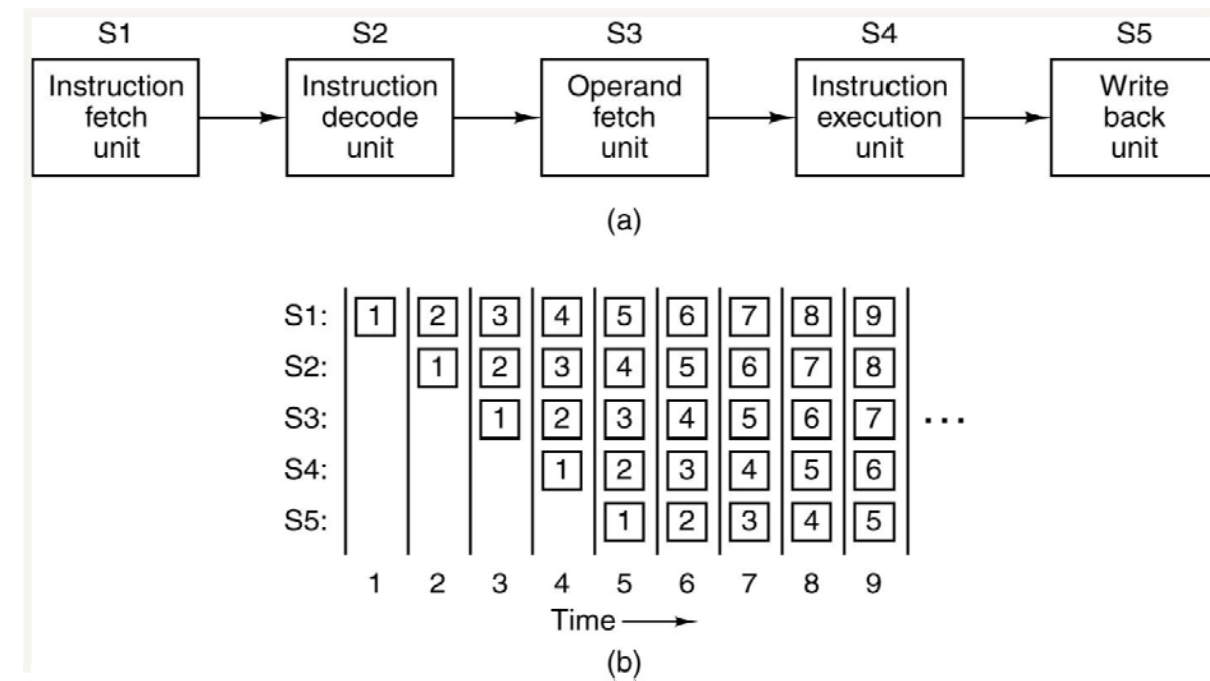 S1 S2 S3 S4 S5
Instruction fetch unit
Instruction decode unit
Operand fetch unit
Instruction execution unit
Write back unit
(a)
S1: 1 2 3 4 5 6 7 8 9
S2: 1 2 3 4 5 6 7 8
S3: 1 2 3 4 5 6 7 ...
S4: 1 2 3 4 5 6
S5: 1 2 3 4 5
1 2 3 4 5 6 7 8 9
Time
(b)